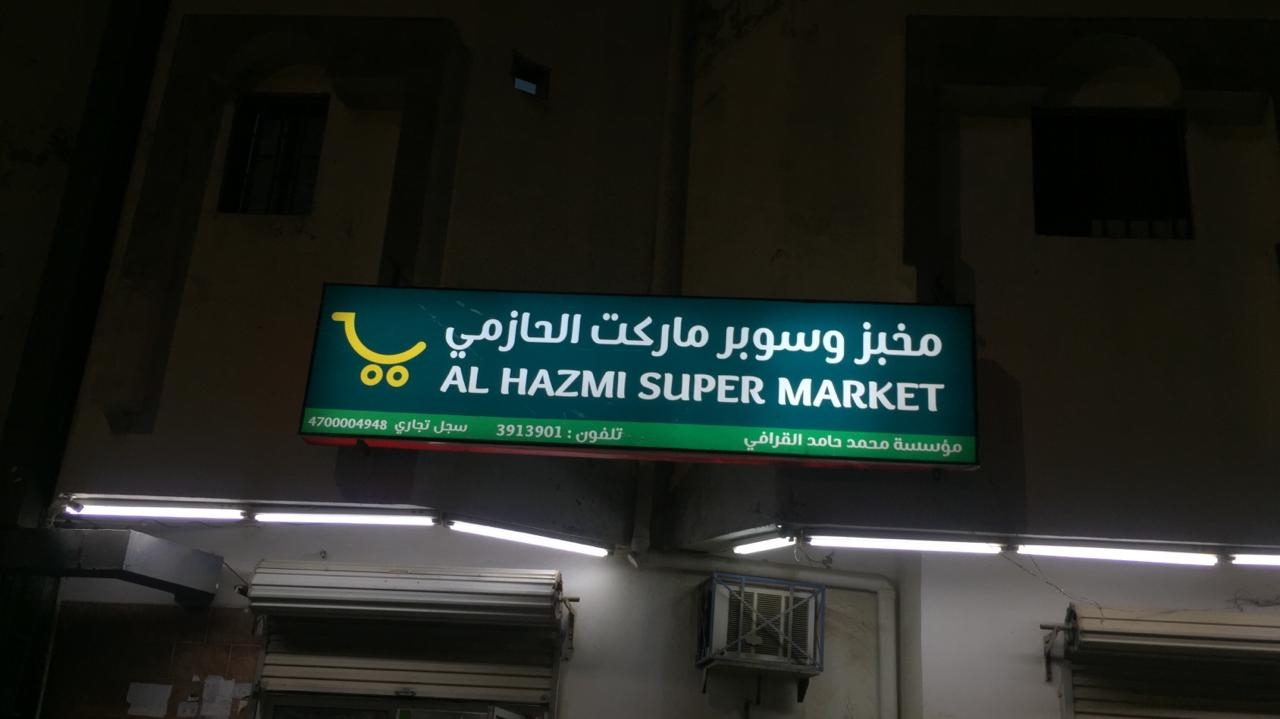 مخبز وسوبر ماركت الحازمي
AL HAZMI SUPER MARKET
مؤسسة محمد حامد القرافي تلفون : 3913901 سجل تجاري 4700004948